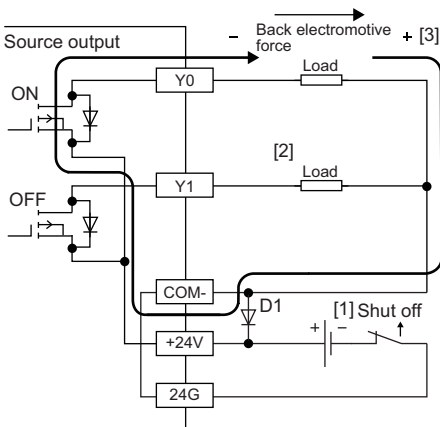 Source output
− Back electromotive force + [3]
Y0
Load
ON
[2]
Load
OFF
Y1
COM-
D1
[1] Shut off
+24V
+ −
24G